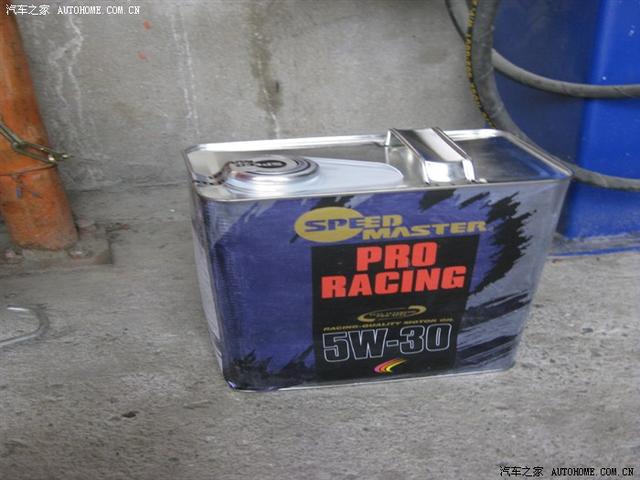 汽车之家 AUTOHOME.COM.CN
SPEED
MASTER
PRO
RACING
RACING-QUALITY MOTOR OIL
5W-30
汽车之家 AUTOHOME.COM.CN